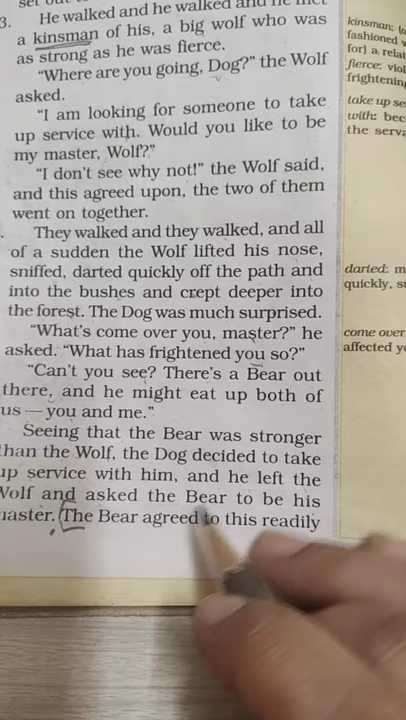 3. He walked and he walked and he met
a kinsman of his, a big wolf who was
as strong as he was fierce.
"Where are you going, Dog?" the Wolf
asked.
"I am looking for someone to take
up service with. Would you like to be
my master, Wolf?"
"I don't see why not!" the Wolf said,
and this agreed upon, the two of them
went on together.
They walked and they walked, and all
of a sudden the Wolf lifted his nose,
sniffed, darted quickly off the path and
into the bushes and crept deeper into
the forest. The Dog was much surprised.
"What's come over you, master?" he
asked. "What has frightened you so?"
"Can't you see? There's a Bear out
there, and he might eat up both of
us — you and me."
Seeing that the Bear was stronger
than the Wolf, the Dog decided to take
up service with him, and he left the
Wolf and asked the Bear to be his
master. The Bear agreed to this readily
kinsman:
fashioned
for) a
fierce:
take up
with:
the
darted:
quickly,
come over
affected